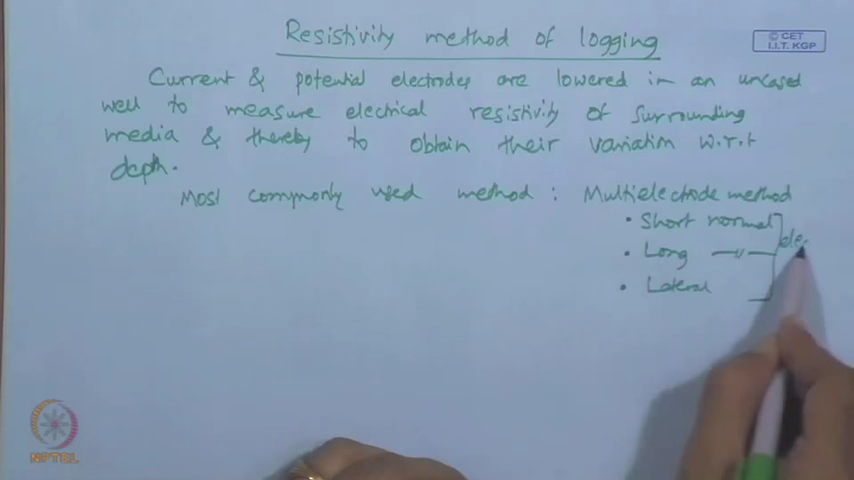 Resistivity method of logging
© CET
I.I.T. KGP
Current & potential electrodes are lowered in an uncased
well to measure electrical resistivity of surrounding
media & thereby to obtain their variation w.r.t
depth.
Most commonly used method : Multielectrode method
• Short normal
• Long —〃—
ele
• Lateral
NPTEL